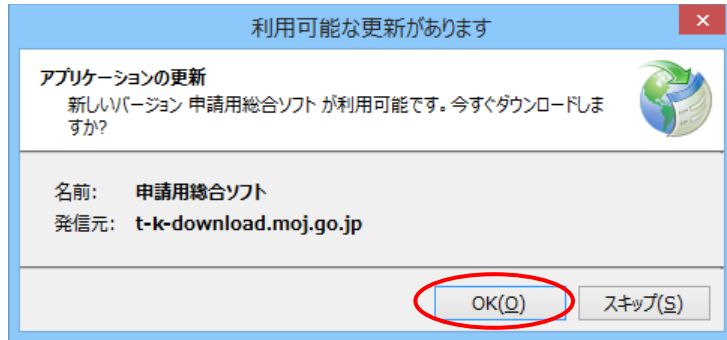 利用可能な更新があります
アプリケーションの更新
新しいバージョン 申請用総合ソフト が利用可能です。今すぐダウンロードしま
すか?
名前: 申請用総合ソフト
発信元: t-k-download.moj.go.jp
OK(O) スキップ(S)